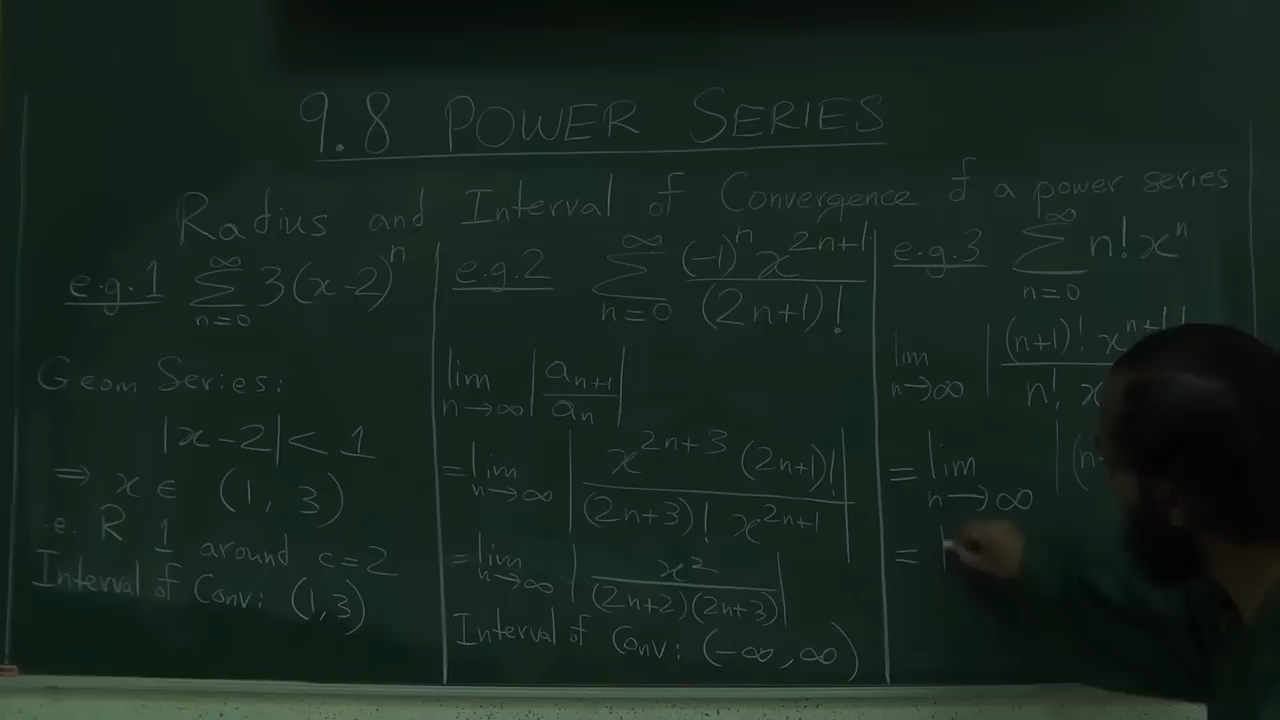 9.8 POWER SERIES
Radius and Interval of Convergence of a power series
e.g.1 ∑_{n=0}^{∞} 3(x-2)^n
Geom Series:
|x-2| < 1
⇒ x ∈ (1, 3)
.e. R 1 around c=2
Interval of Conv: (1,3)
e.g.2 ∑_{n=0}^{∞} (-1)^n x^{2n+1} / (2n+1)!
lim_{n→∞} | a_{n+1} / a_n |
= lim_{n→∞} | x^{2n+3} (2n+1)! / (2n+3)! x^{2n+1} |
= lim_{n→∞} | x^2 / (2n+2)(2n+3) |
Interval of Conv: (-∞, ∞)
e.g.3 ∑_{n=0}^{∞} n! x^n
lim_{n→∞} | (n+1)! x^{n+1} / n! x
= lim_{n→∞} | (n
=